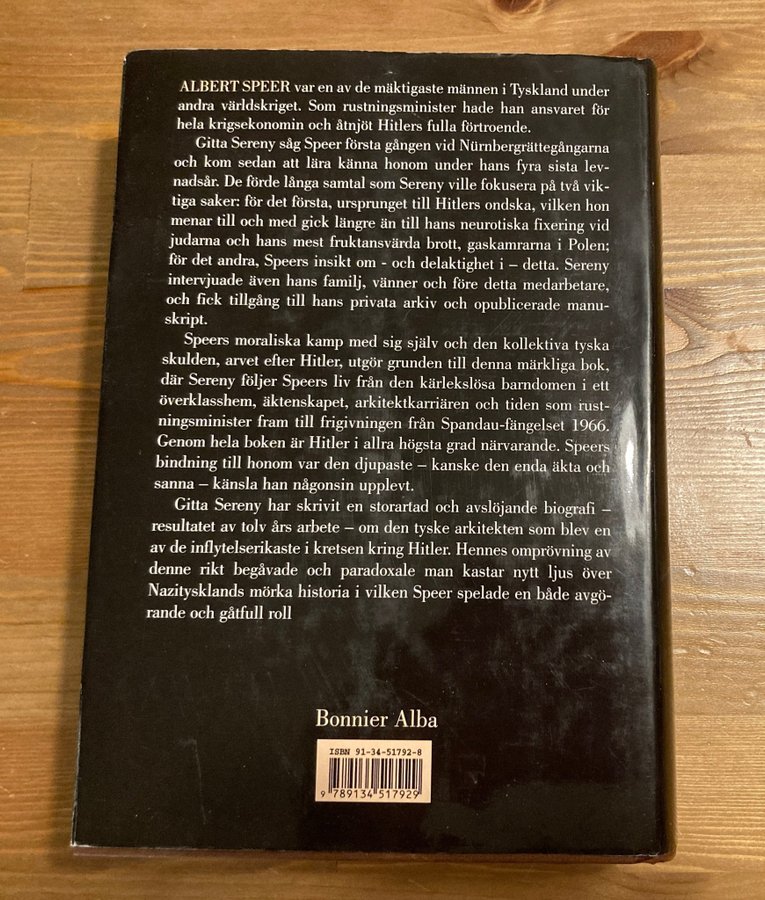 ALBERT SPEER var en av de mäktigaste männen i Tyskland under
andra världskriget. Som rustningsminister hade han ansvaret för
hela krigsekonomin och åtnjöt Hitlers fulla förtroende.
Gitta Sereny såg Speer första gången vid Nürnbergrättegångarna
och kom sedan att lära känna honom under hans fyra sista lev-
nadsår. De förde långa samtal som Sereny ville fokusera på två vik-
tiga saker: för det första, ursprunget till Hitlers ondska, vilken hon
menar till och med gick längre än till hans neurotiska fixering vid
judarna och hans mest fruktansvärda brott, gaskamrarna i Polen;
för det andra, Speers insikt om - och delaktighet i – detta. Sereny
intervjuade även hans familj, vänner och före detta medarbetare,
och fick tillgång till hans privata arkiv och opublicerade manu-
skript.
Speers moraliska kamp med sig själv och den kollektiva tyska
skulden, arvet efter Hitler, utgör grunden till denna märkliga bok,
där Sereny följer Speers liv från den kärlekslösa barndomen i ett
överklasshem, äktenskapet, arkitektkarriären och tiden som rust-
ningsminister fram till frigivningen från Spandau-fängelset 1966.
Genom hela boken är Hitler i allra högsta grad närvarande. Speers
bindning till honom var den djupaste – kanske den enda äkta och
sanna – känsla han någonsin upplevt.
Gitta Sereny har skrivit en storartad och avslöjande biografi –
resultatet av tolv års arbete – om den tyske arkitekten som blev en
av de inflytelserikaste i kretsen kring Hitler. Hennes omprövning av
denne rikt begåvade och paradoxale man kastar nytt ljus över
Nazitysklands mörka historia i vilken Speer spelade en både avgö-
rande och gåtfull roll
Bonnier Alba
ISBN 91-34-51792-8
9 789134 517929